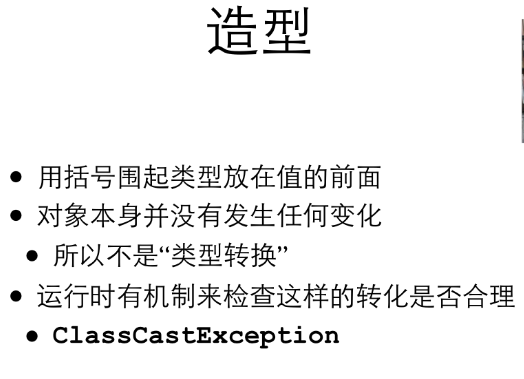 造型
● 用括号围起类型放在值的前面
● 对象本身并没有发生任何变化
● 所以不是“类型转换”
● 运行时有机制来检查这样的转化是否合理
● ClassCastException